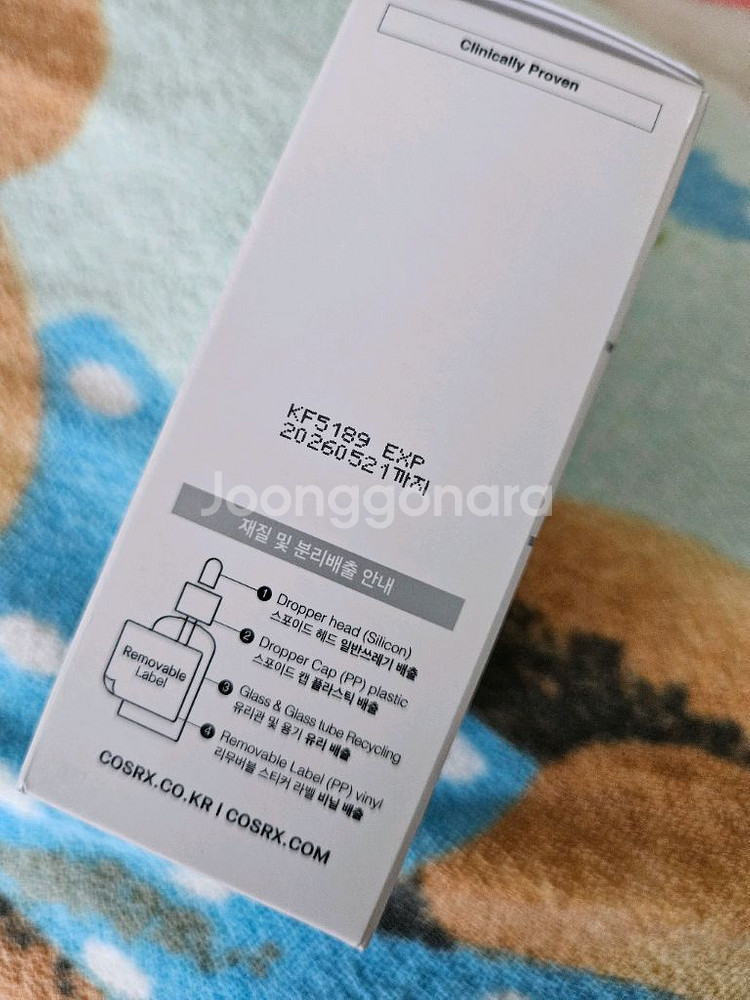 Clinically Proven
KF5189 EXP
20260521까지
Joonggonara
재질 및 분리배출 안내
1 Dropper head (Silicon)
스포이드 헤드 일반쓰레기 배출
2 Dropper Cap (PP) plastic
스포이드 캡 플라스틱 배출
Removable
Label
3 Glass & Glass tube Recycling
유리관 및 용기 유리 배출
4 Removable Label (PP) vinyl
리무버블 스티커 라벨 비닐 배출
COSRX.CO.KR | COSRX.COM